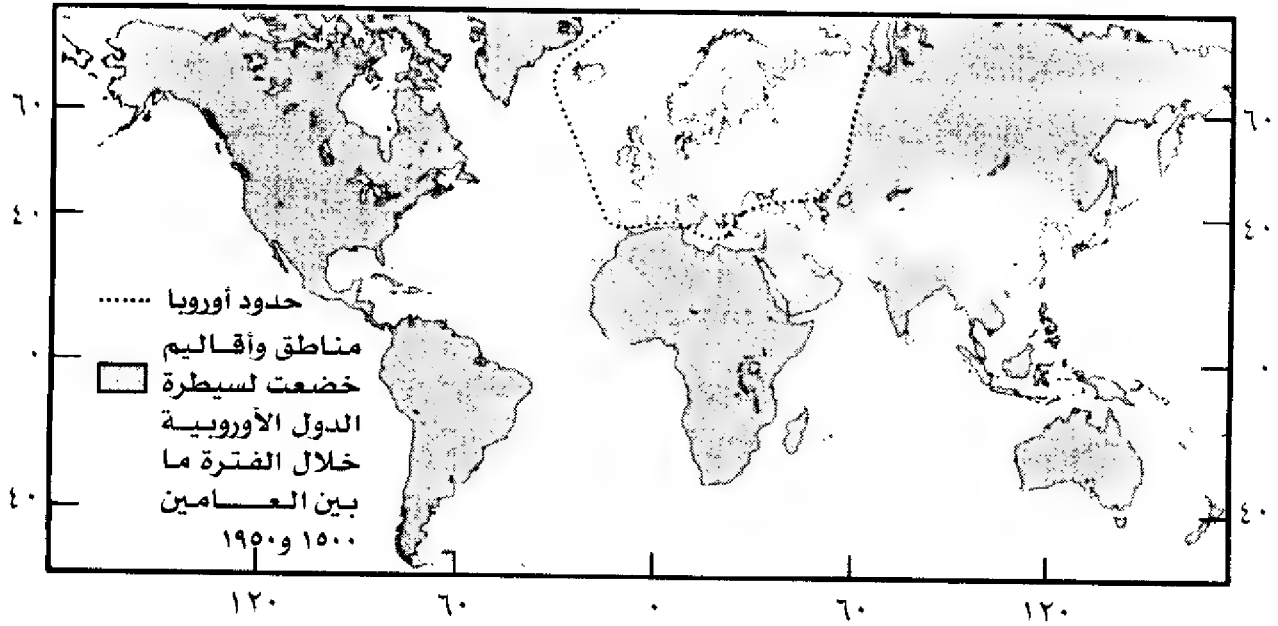 ٦٠
٦٠
٤٠
٤٠
حدود أوروبا
مناطق وأقاليم
خضعت لسيطرة
الدول الأوروبية
خلال الفترة ما
بين العامين
١٥٠٠ و١٩٥٠
٠
٠
٤٠
٤٠
١٢٠
٦٠
٠
٦٠
١٢٠